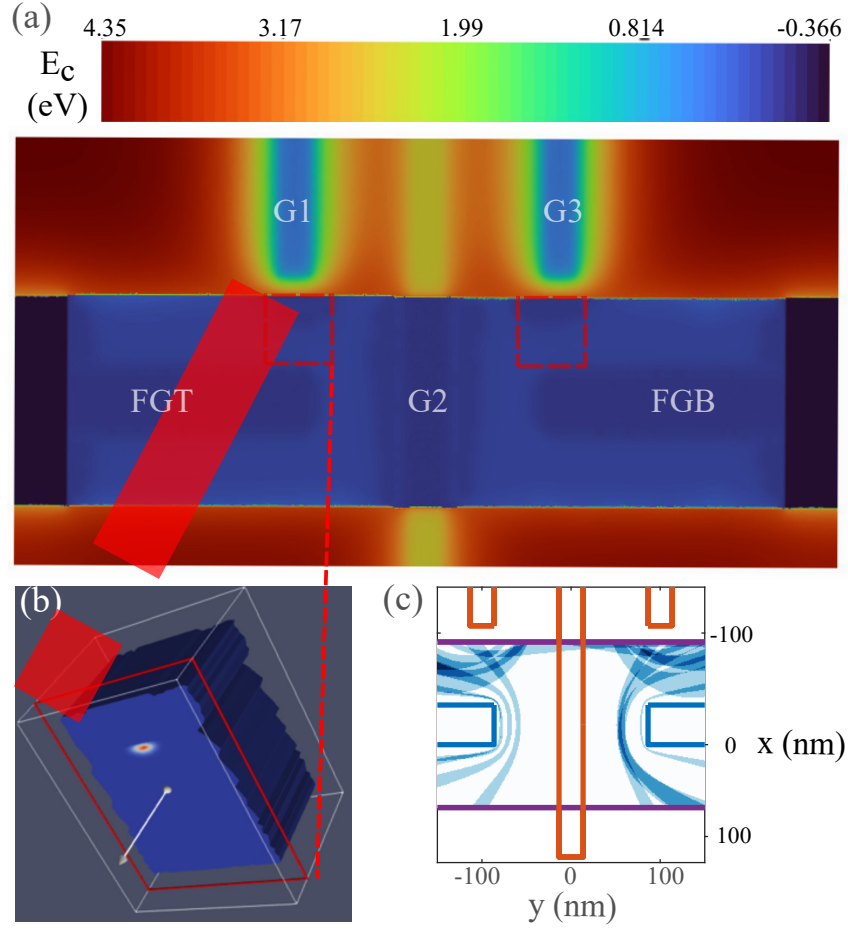 (a)
4.35 3.17 1.99 0.814 -0.366
E_c
(eV)
G1 G3
FGT G2 FGB
(b) (c)
-100
0
100
x (nm)
-100 0 100
y (nm)